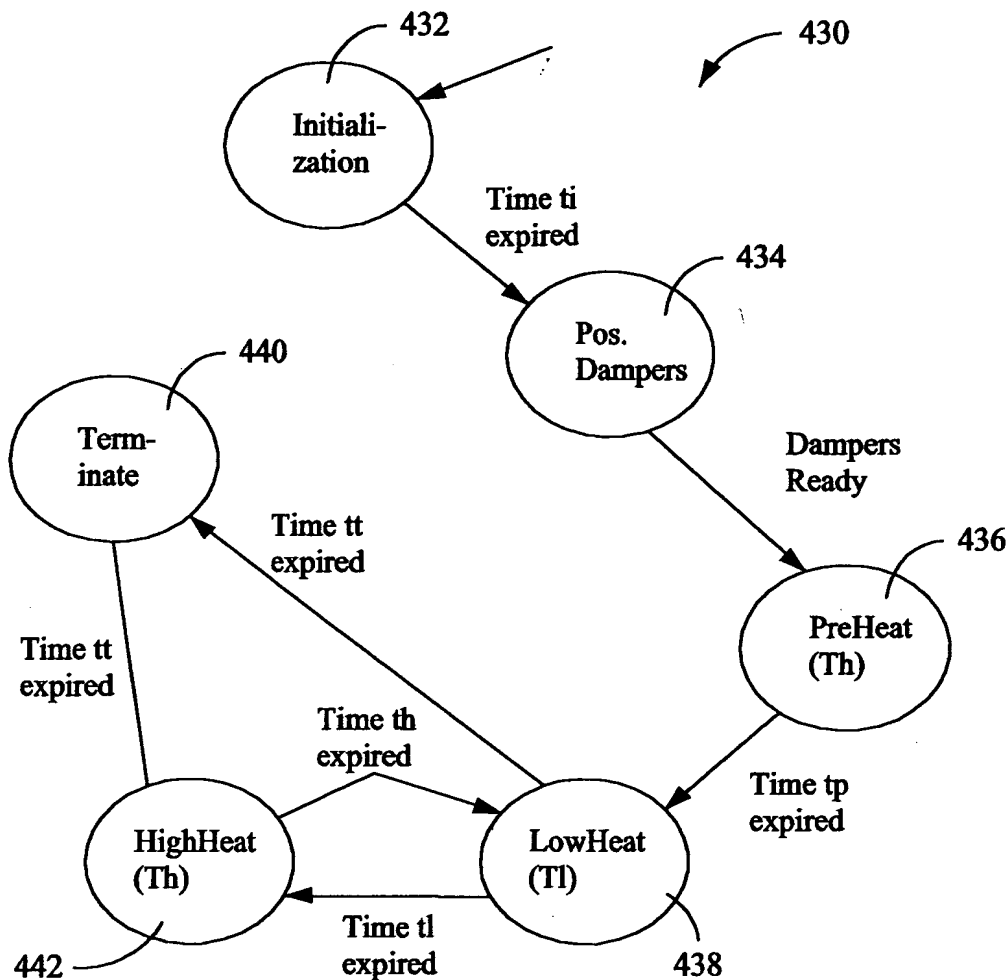 432
430
Initiali-
zation
Time ti
expired
434
Pos.
Dampers
440
Term-
inate
Dampers
Ready
Time tt
expired
436
PreHeat
(Th)
Time tt
expired
Time th
expired
Time tp
expired
HighHeat
(Th)
LowHeat
(Tl)
Time tl
expired
442
438